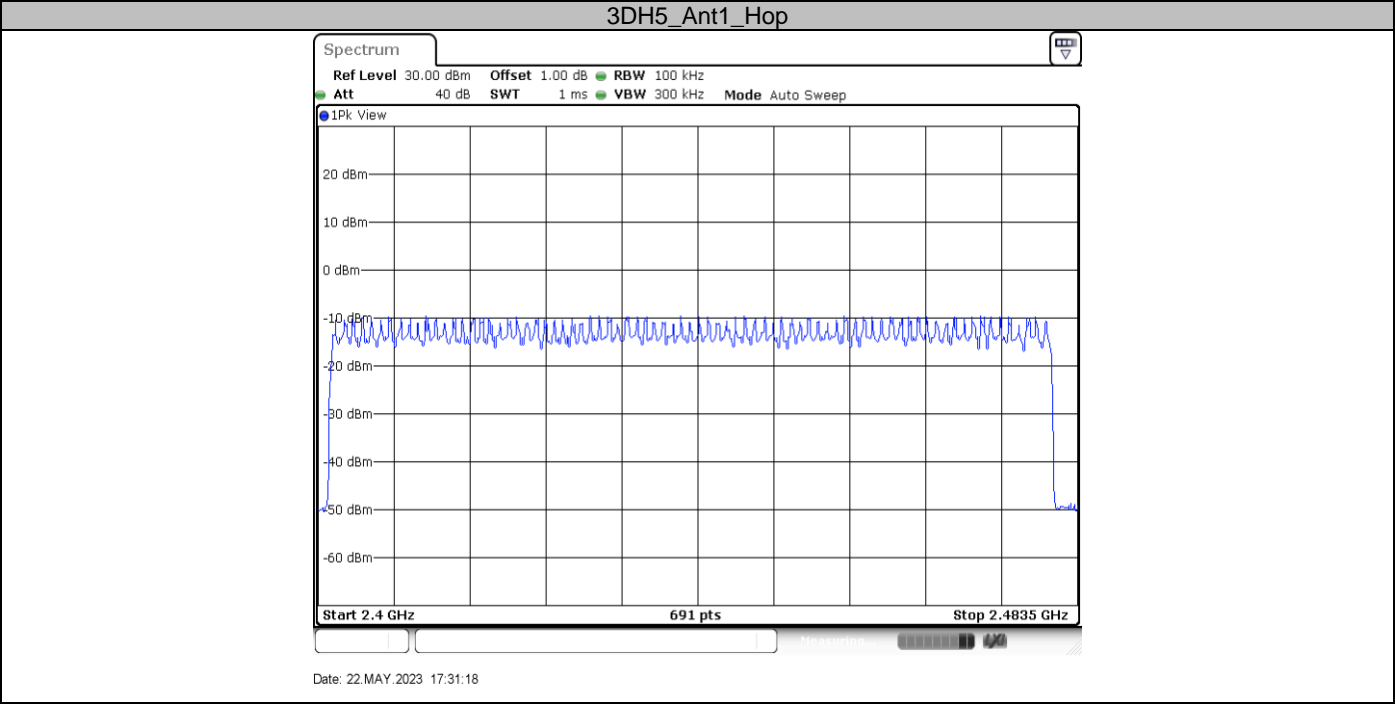 3DH5_Ant1_Hop
Spectrum
Ref Level 30.00 dBm Offset 1.00 dB RBW 100 kHz
Att 40 dB SWT 1 ms VBW 300 kHz Mode Auto Sweep
1Pk View
20 dBm
10 dBm
0 dBm
-10 dBm
-20 dBm
-30 dBm
-40 dBm
-50 dBm
-60 dBm
Start 2.4 GHz 691 pts Stop 2.4835 GHz
Measuring...
LXI
Date: 22.MAY.2023 17:31:18